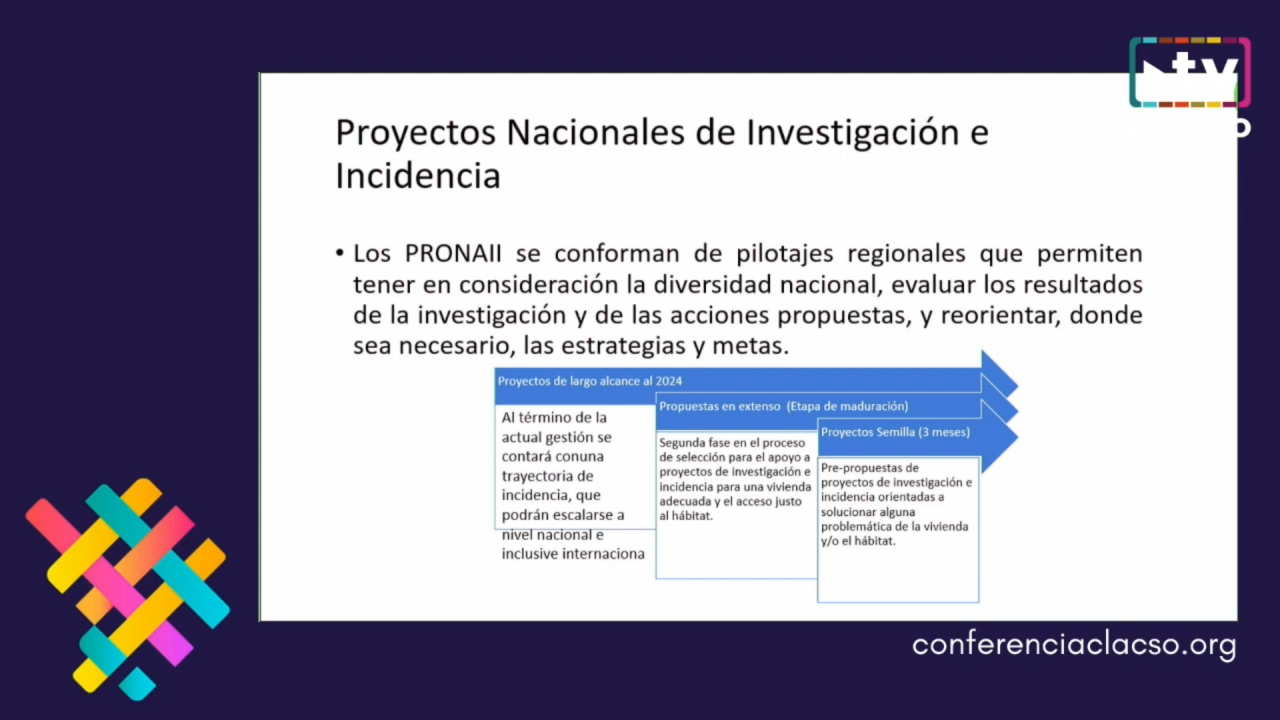 tv
Proyectos Nacionales de Investigación e
Incidencia
• Los PRONAII se conforman de pilotajes regionales que permiten
tener en consideración la diversidad nacional, evaluar los resultados
de la investigación y de las acciones propuestas, y reorientar, donde
sea necesario, las estrategias y metas.
Proyectos de largo alcance al 2024
Al término de la
actual gestión se
contará conuna
trayectoria de
incidencia, que
podrán escalarse a
nivel nacional e
inclusive internaciona
Propuestas en extenso (Etapa de maduración)
Segunda fase en el proceso
de selección para el apoyo a
proyectos de investigación e
incidencia para una vivienda
adecuada y el acceso justo
al hábitat.
Proyectos Semilla (3 meses)
Pre-propuestas de
proyectos de investigación e
incidencia orientadas a
solucionar alguna
problemática de la vivienda
y/o el hábitat.
conferenciaclacso.org